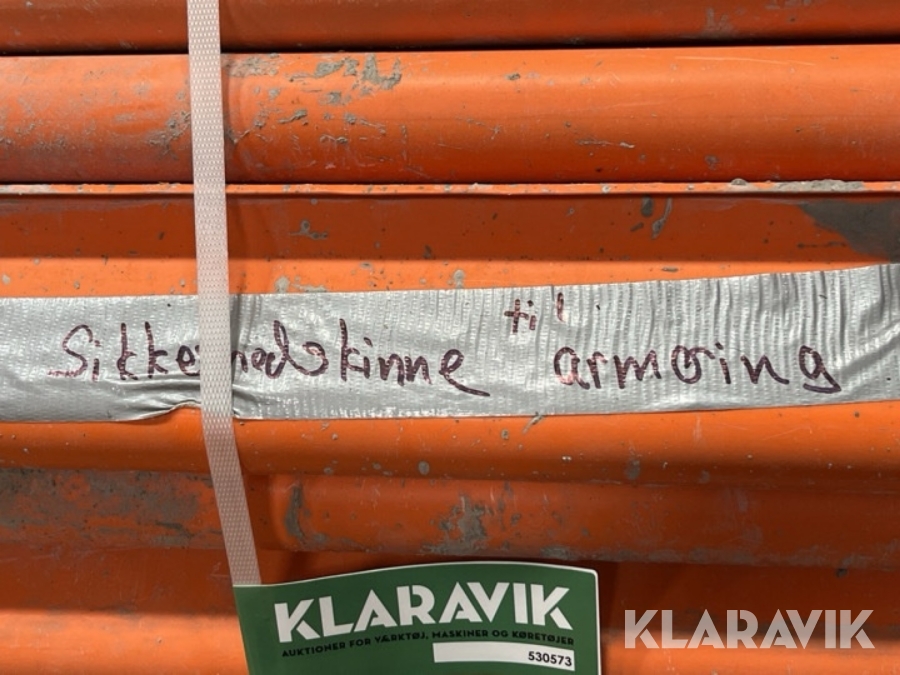 til
Sikkerhedskinne armering
KLARAVIK
AUKTIONER FOR VÆRKTØJ, MASKINER OG KØRETØJER
530573
KLARAVIK